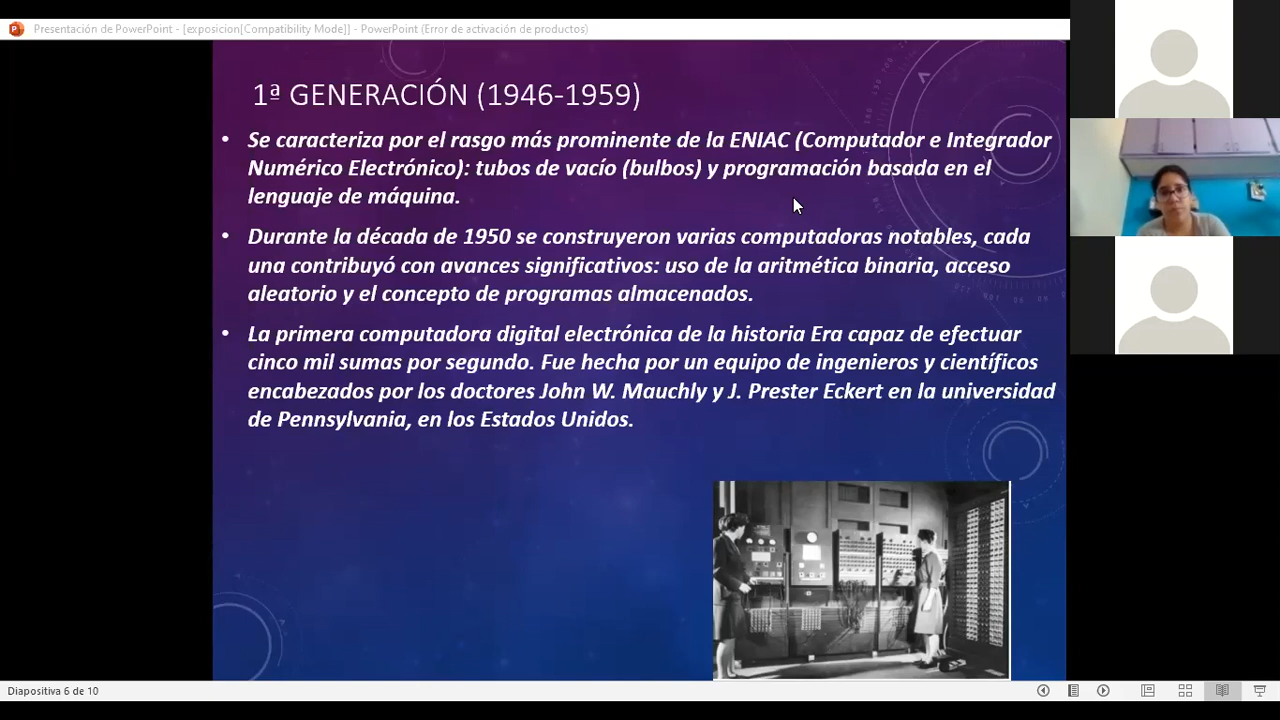 Presentación de PowerPoint - [exposicion[Compatibility Mode]] - PowerPoint (Error de activación de productos)
1ª GENERACIÓN (1946-1959)
• Se caracteriza por el rasgo más prominente de la ENIAC (Computador e Integrador
Numérico Electrónico): tubos de vacío (bulbos) y programación basada en el
lenguaje de máquina.
• Durante la década de 1950 se construyeron varias computadoras notables, cada
una contribuyó con avances significativos: uso de la aritmética binaria, acceso
aleatorio y el concepto de programas almacenados.
• La primera computadora digital electrónica de la historia Era capaz de efectuar
cinco mil sumas por segundo. Fue hecha por un equipo de ingenieros y científicos
encabezados por los doctores John W. Mauchly y J. Prester Eckert en la universidad
de Pennsylvania, en los Estados Unidos.
Diapositiva 6 de 10